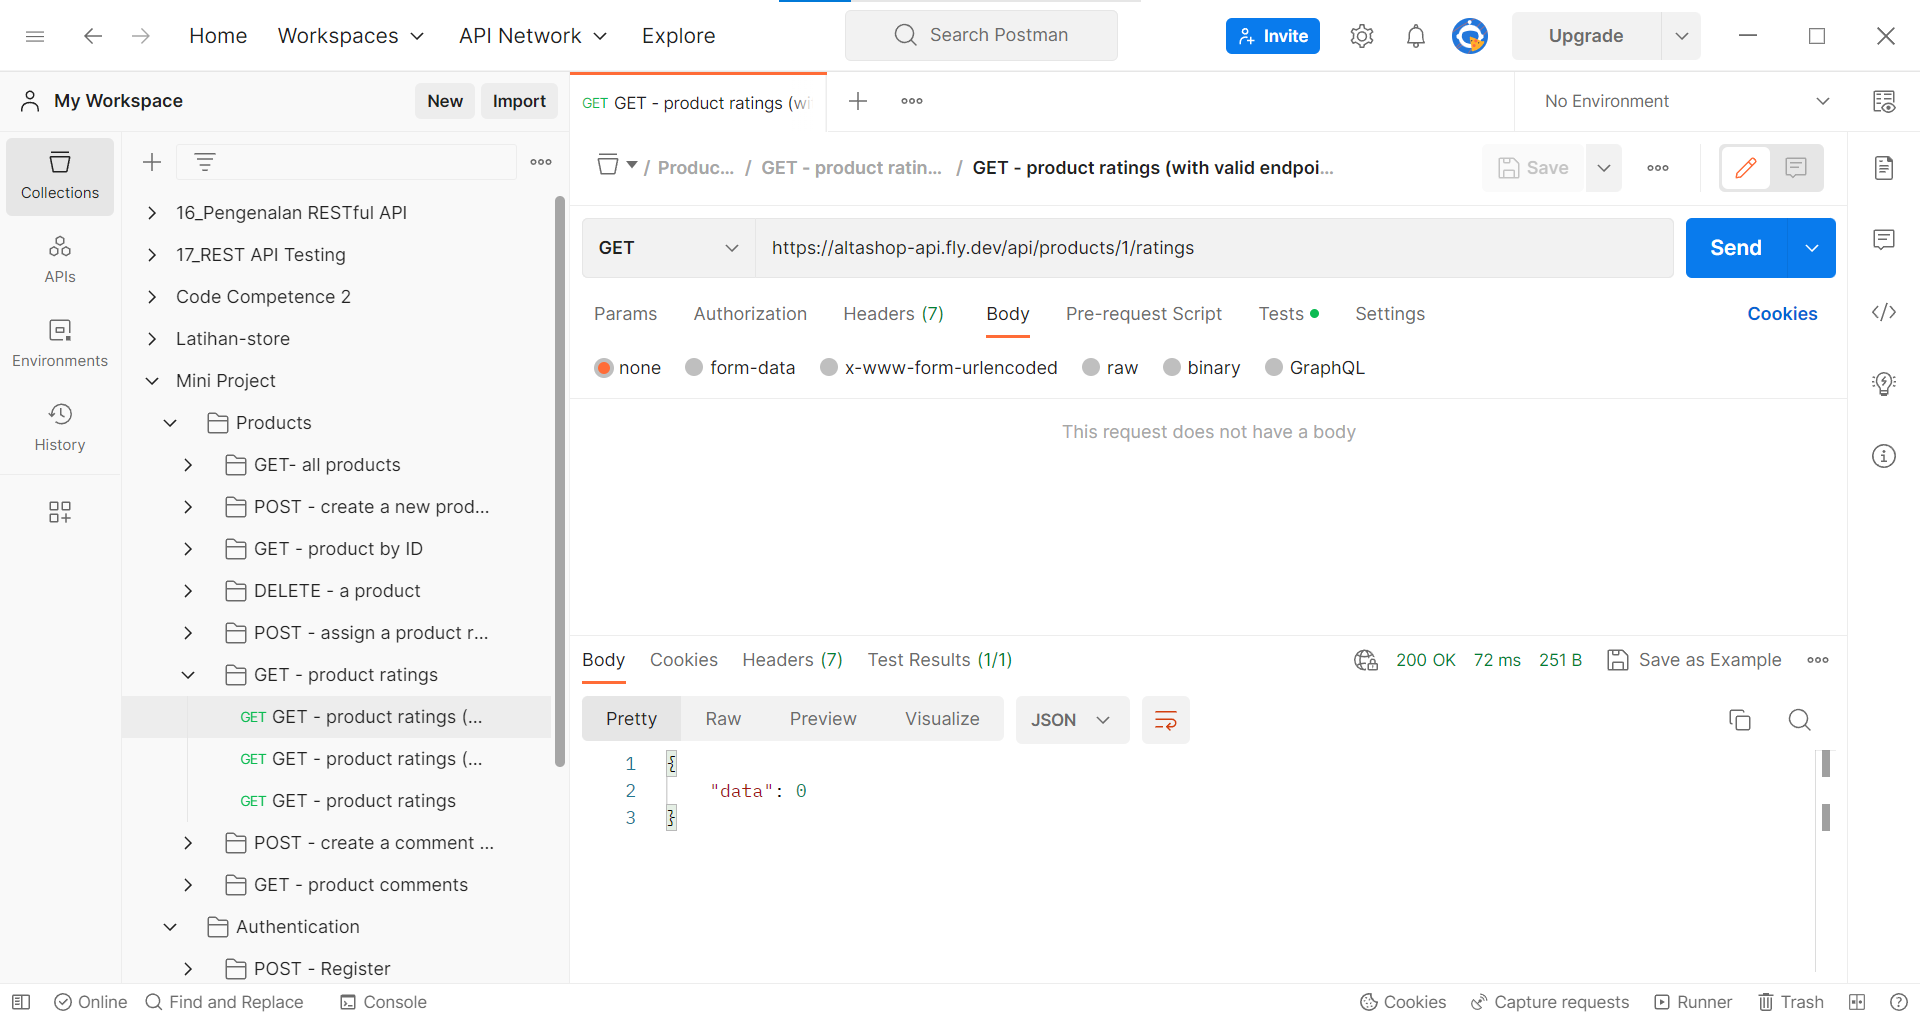 Home
Workspaces
API Network
Explore
Search Postman
Invite
Upgrade
My Workspace
New
Import
GET GET - product ratings (wi
No Environment
Collections
APIs
Environments
History
16_Pengenalan RESTful API
17_REST API Testing
Code Competence 2
Latihan-store
Mini Project
Products
GET- all products
POST - create a new prod...
GET - product by ID
DELETE - a product
POST - assign a product r...
GET - product ratings
GET GET - product ratings (...
GET GET - product ratings (...
GET GET - product ratings
POST - create a comment ...
GET - product comments
Authentication
POST - Register
/ Produc... / GET - product ratin... / GET - product ratings (with valid endpoi...
Save
GET
https://altashop-api.fly.dev/api/products/1/ratings
Send
Params Authorization Headers (7) Body Pre-request Script Tests Settings
Cookies
none form-data x-www-form-urlencoded raw binary GraphQL
This request does not have a body
Body Cookies Headers (7) Test Results (1/1)
200 OK 72 ms 251 B Save as Example
Pretty Raw Preview Visualize JSON
1 {
2 "data": 0
3 }
Online Find and Replace Console
Cookies Capture requests Runner Trash